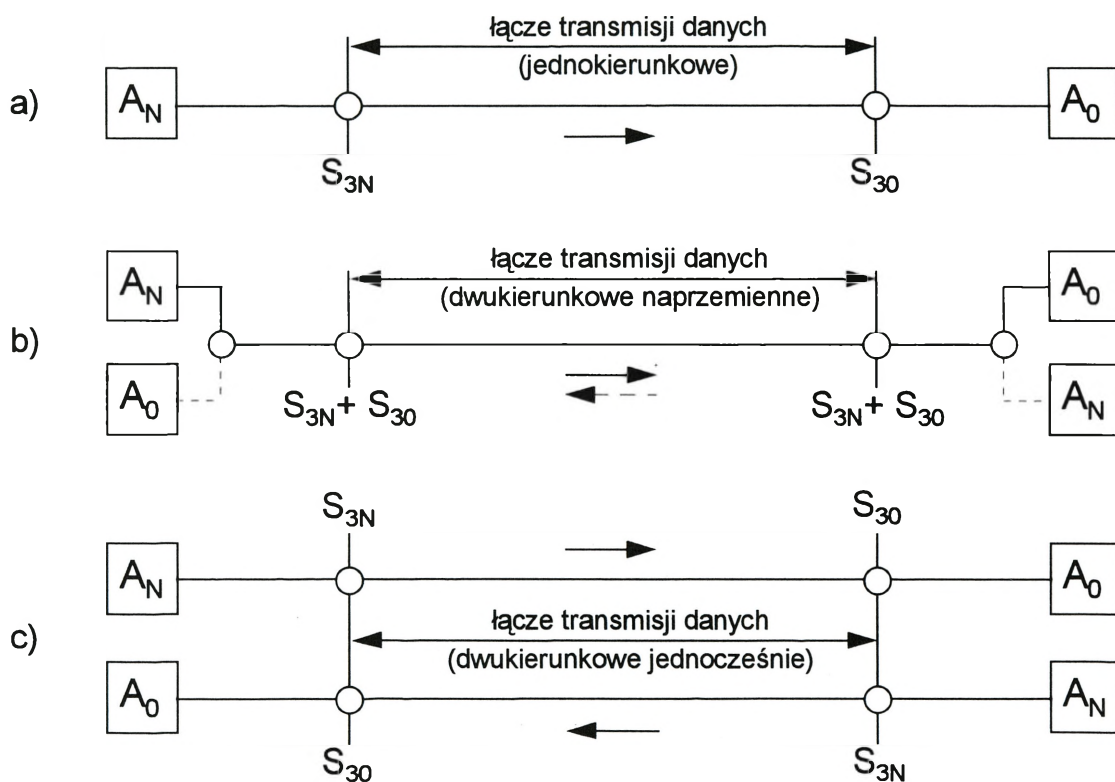 łącze transmisji danych
(jednokierunkowe)
a) A_N A_0
S_3N S_30
łącze transmisji danych
A_N A_0
(dwukierunkowe naprzemienne)
b)
A_0 A_N
S_3N + S_30 S_3N + S_30
S_3N S_30
A_N A_0
łącze transmisji danych
c) (dwukierunkowe jednocześnie)
A_0 A_N
S_30 S_3N